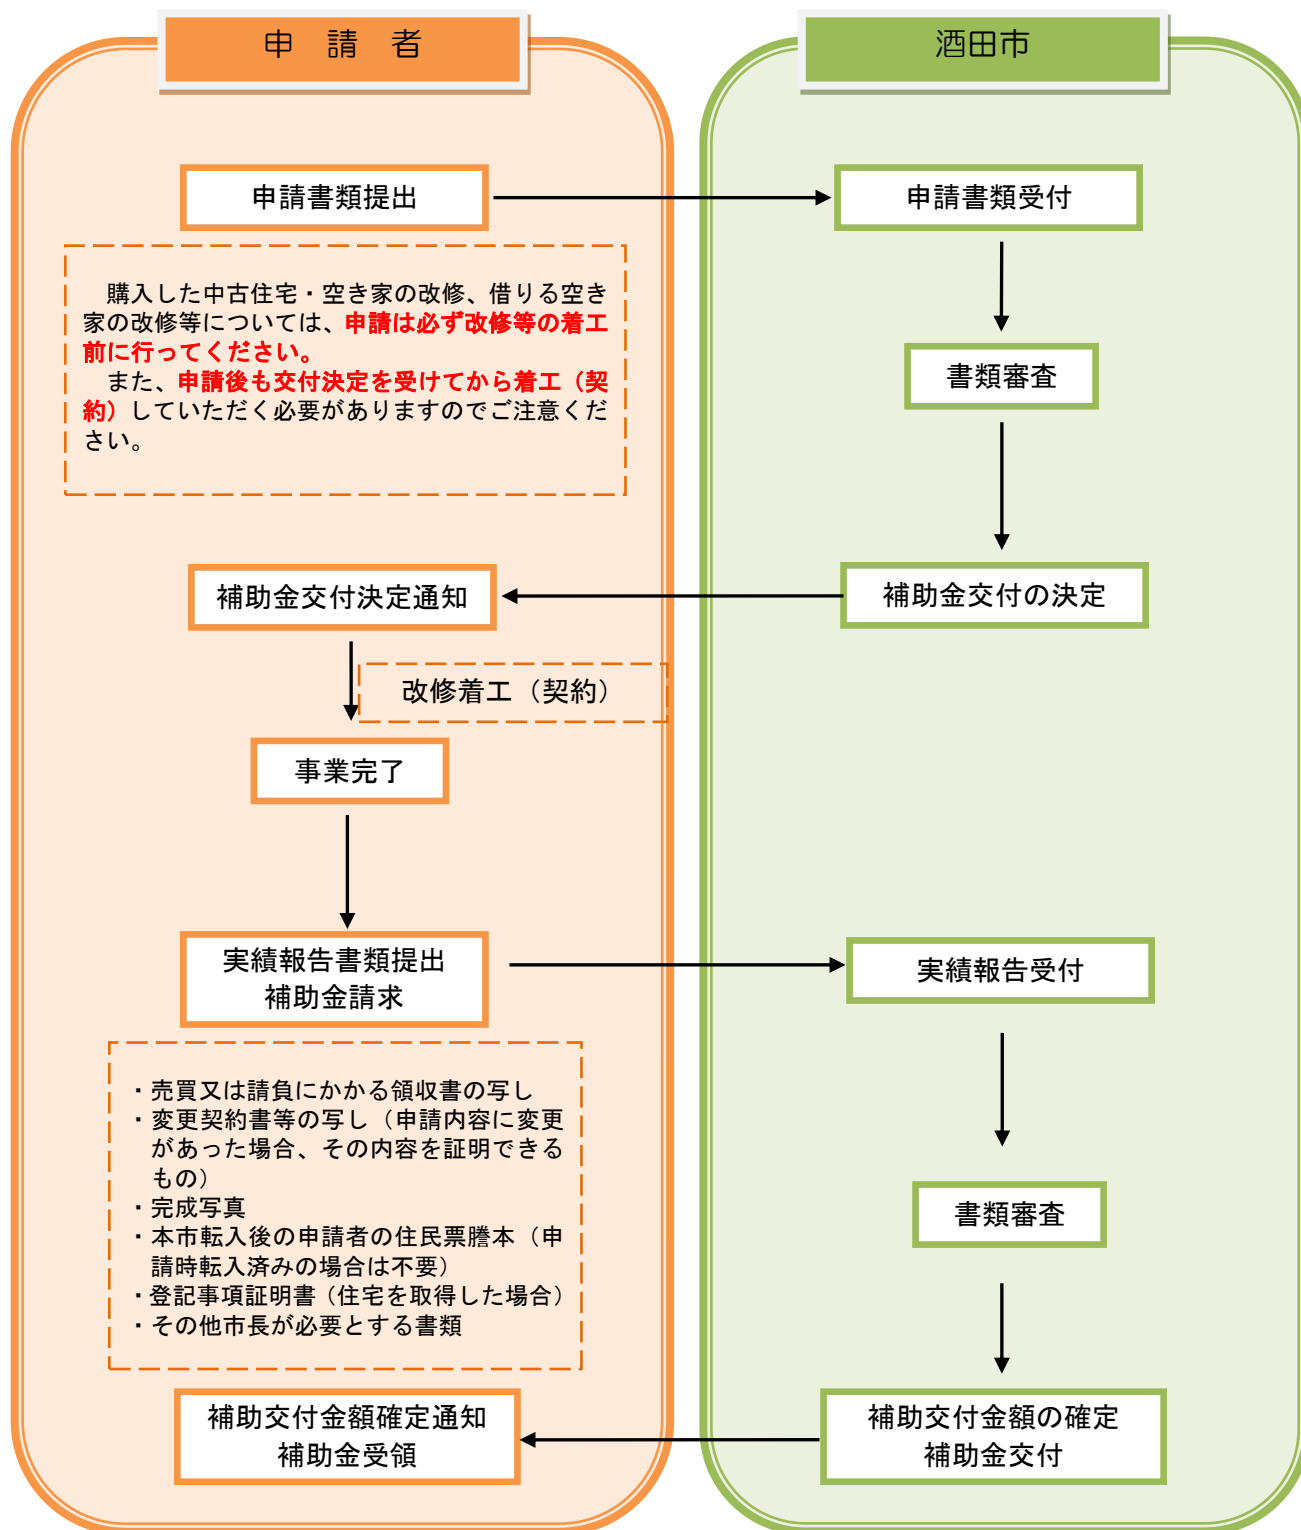 申　請　者
酒田市
申請書類提出
申請書類受付
購入した中古住宅・空き家の改修、借りる空き
家の改修等については、申請は必ず改修等の着工
前に行ってください。
また、申請後も交付決定を受けてから着工（契
約）していただく必要がありますのでご注意くだ
さい。
書類審査
補助金交付決定通知
補助金交付の決定
改修着工（契約）
事業完了
実績報告書類提出
補助金請求
実績報告受付
・売買又は請負にかかる領収書の写し
・変更契約書等の写し（申請内容に変更
があった場合、その内容を証明できる
もの）
・完成写真
・本市転入後の申請者の住民票謄本（申
請時転入済みの場合は不要）
・登記事項証明書（住宅を取得した場合）
・その他市長が必要とする書類
書類審査
補助交付金額確定通知
補助金受領
補助交付金額の確定
補助金交付